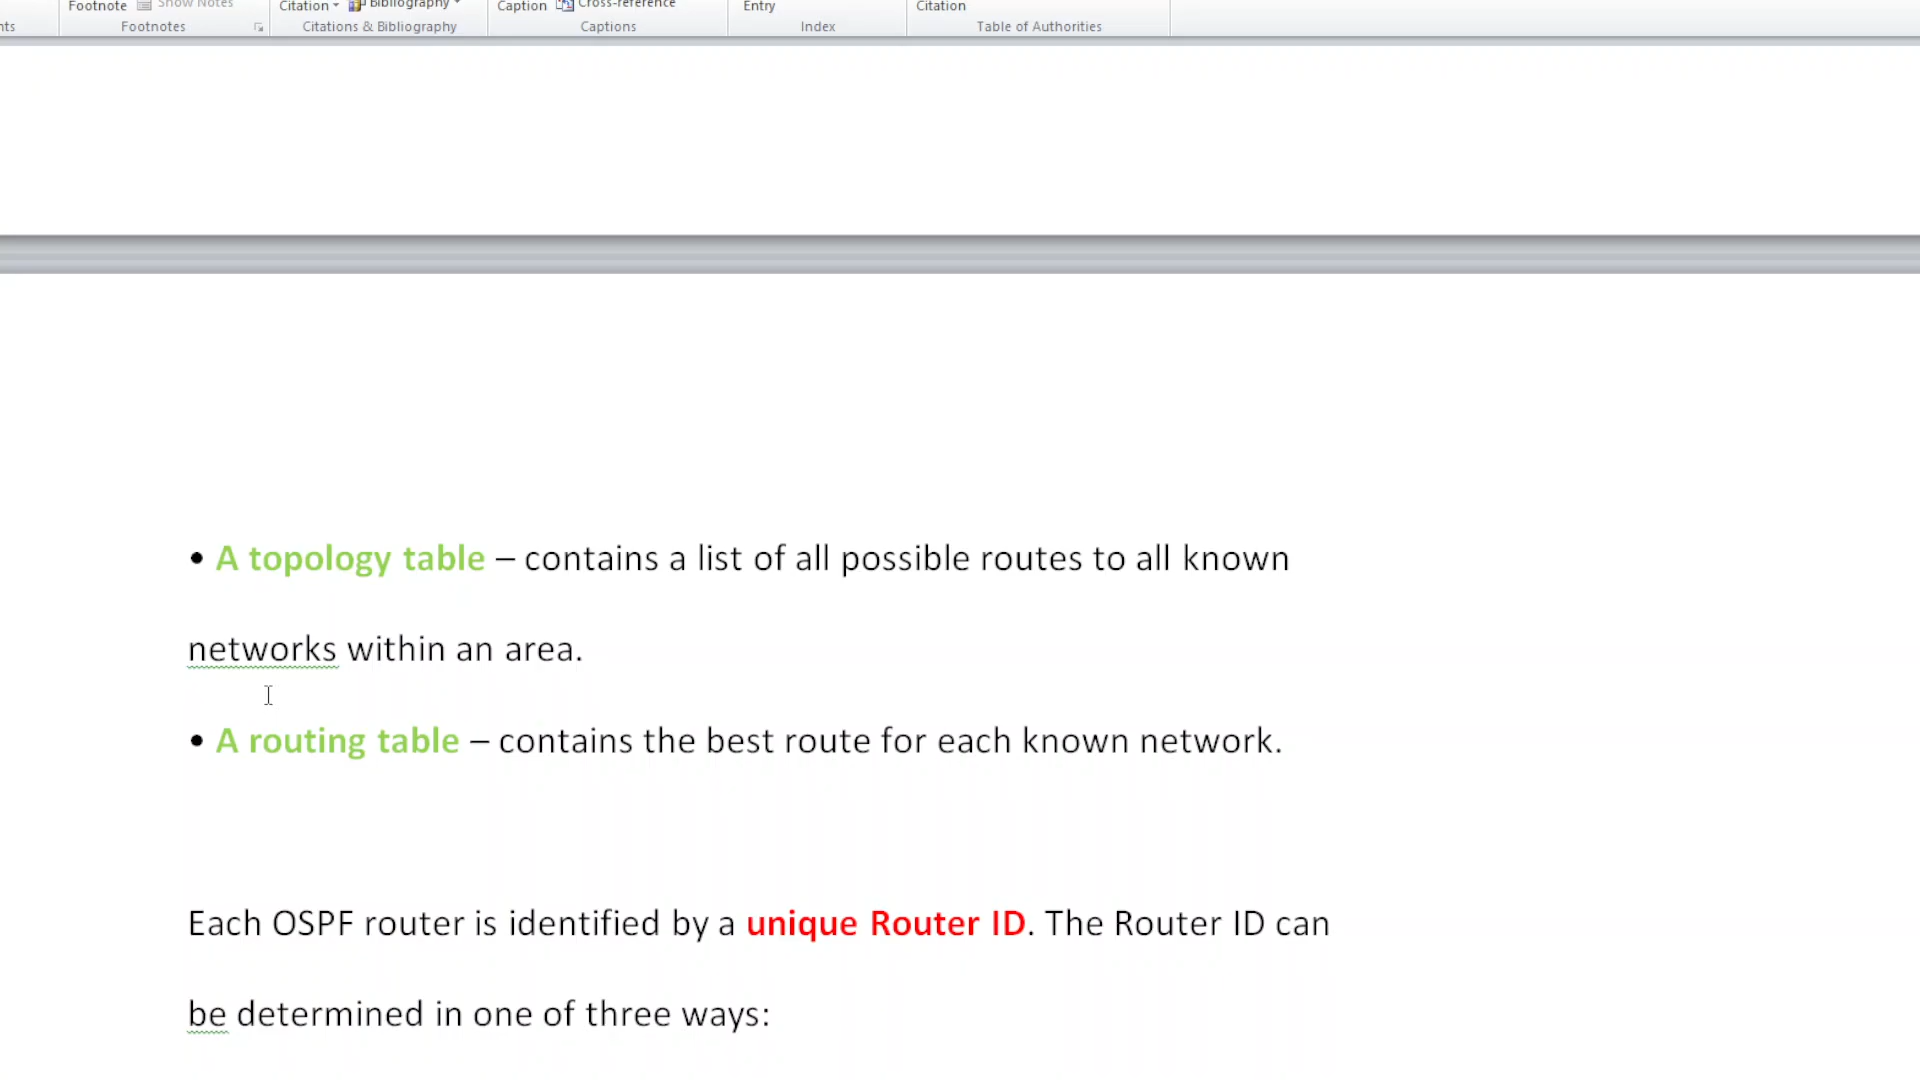 Footnote Show Notes Citation Bibliography Caption Cross-reference Entry Citation
nts Footnotes Citations & Bibliography Captions Index Table of Authorities
• A topology table – contains a list of all possible routes to all known
networks within an area.
• A routing table – contains the best route for each known network.
Each OSPF router is identified by a unique Router ID. The Router ID can
be determined in one of three ways: